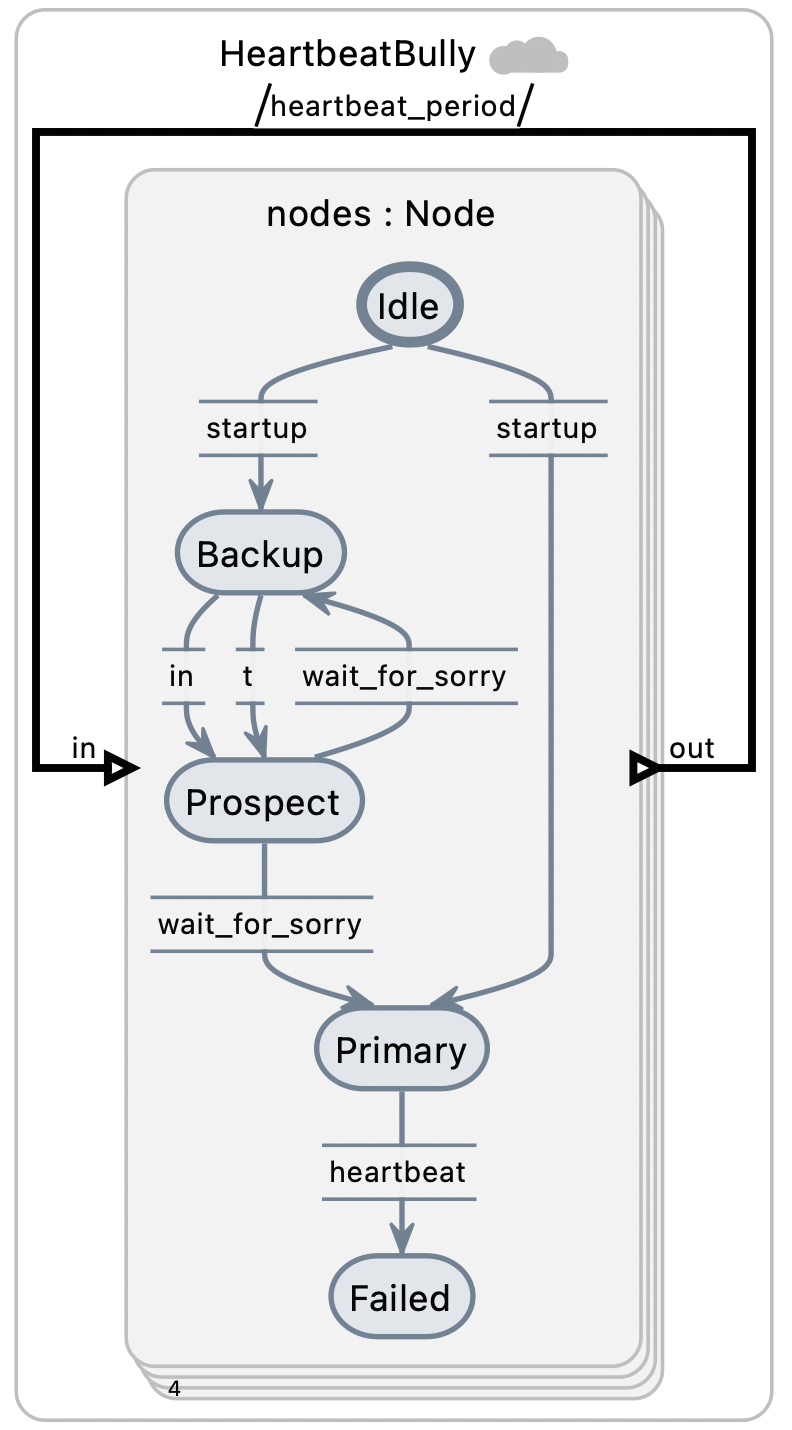 HeartbeatBully
/heartbeat_period/
nodes : Node
Idle
startup
startup
Backup
in
t
wait_for_sorry
in
out
Prospect
wait_for_sorry
Primary
heartbeat
Failed
4